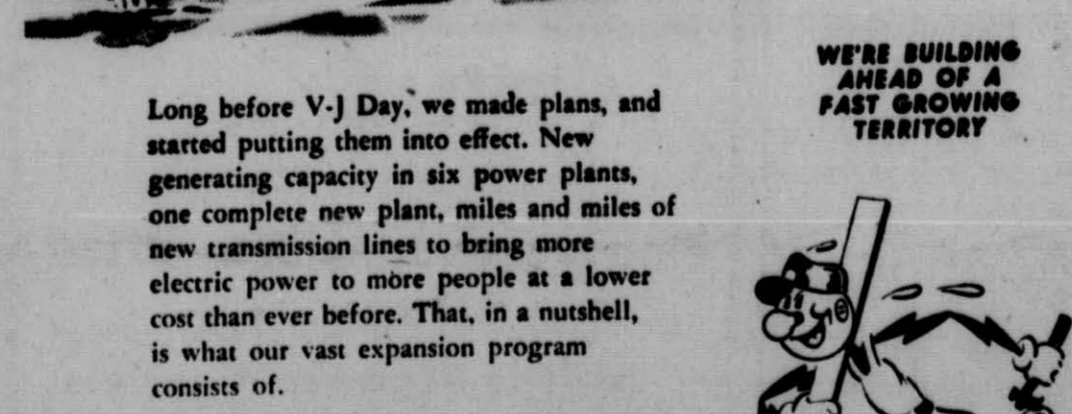 WE'RE BUILDING
AHEAD OF A
FAST GROWING
TERRITORY
Long before V-J Day, we made plans, and
started putting them into effect. New
generating capacity in six power plants,
one complete new plant, miles and miles of
new transmission lines to bring more
electric power to more people at a lower
cost than ever before. That, in a nutshell,
is what our vast expansion program
consists of.